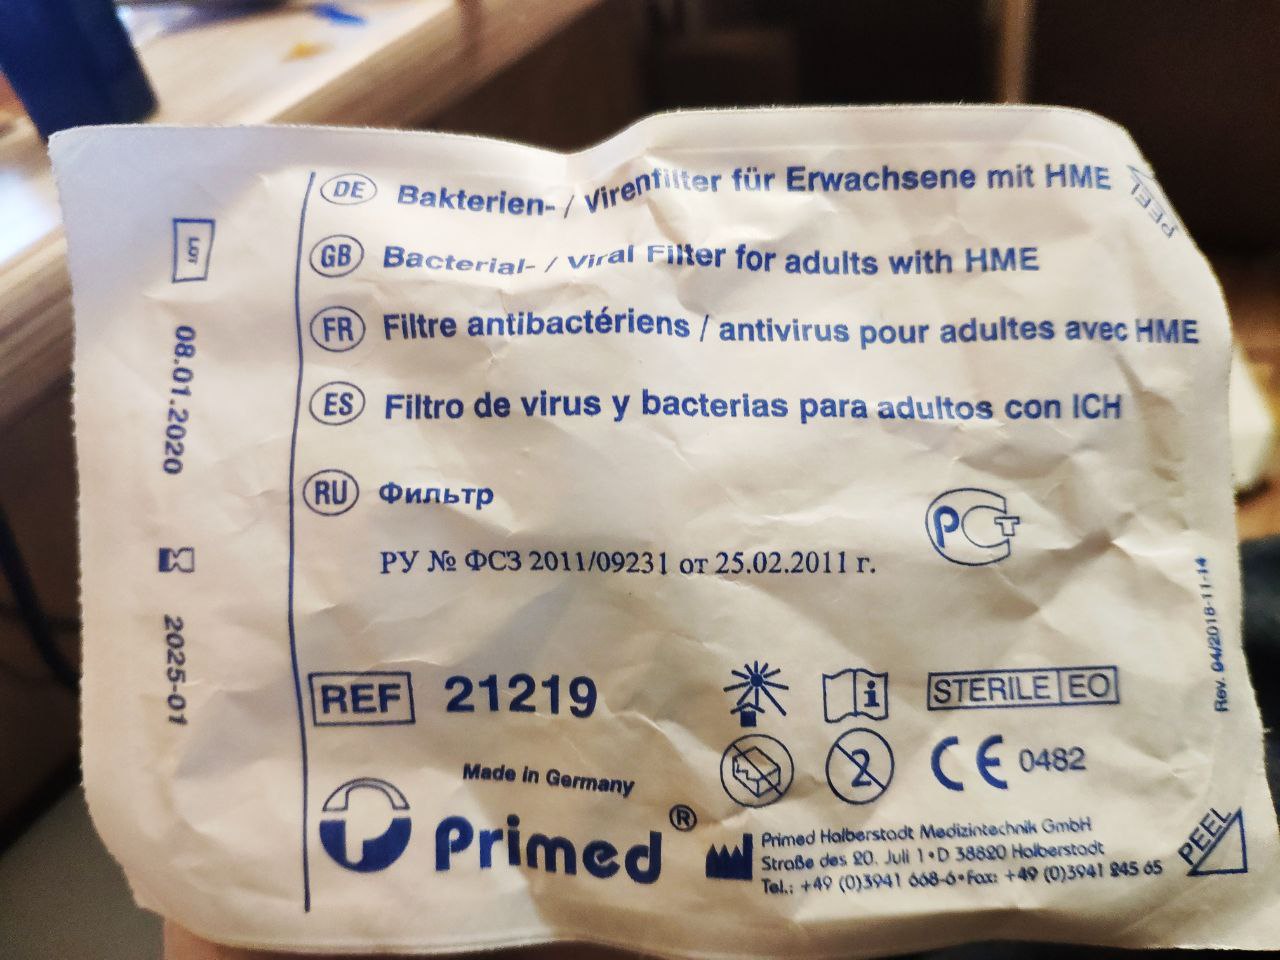 LOT
08.01.2020
2025-01
DE Bakterien- / Virenfilter für Erwachsene mit HME
GB Bacterial- / Viral Filter for adults with HME
FR Filtre antibactériens / antivirus pour adultes avec HME
ES Filtro de virus y bacterias para adultos con ICH
RU Фильтр
РУ № ФСЗ 2011/09231 от 25.02.2011 г.
РСТ
REF 21219
STERILE EO
2
CE 0482
Made in Germany
Primed®
Primed Halberstadt Medizintechnik GmbH
Straße des 20. Juli 1 • D 38820 Halberstadt
Tel.: +49 (0)3941 668-6 • Fax: +49 (0)3941 245 65
PEEL
PEEL
Rev. 04/2018-11-14